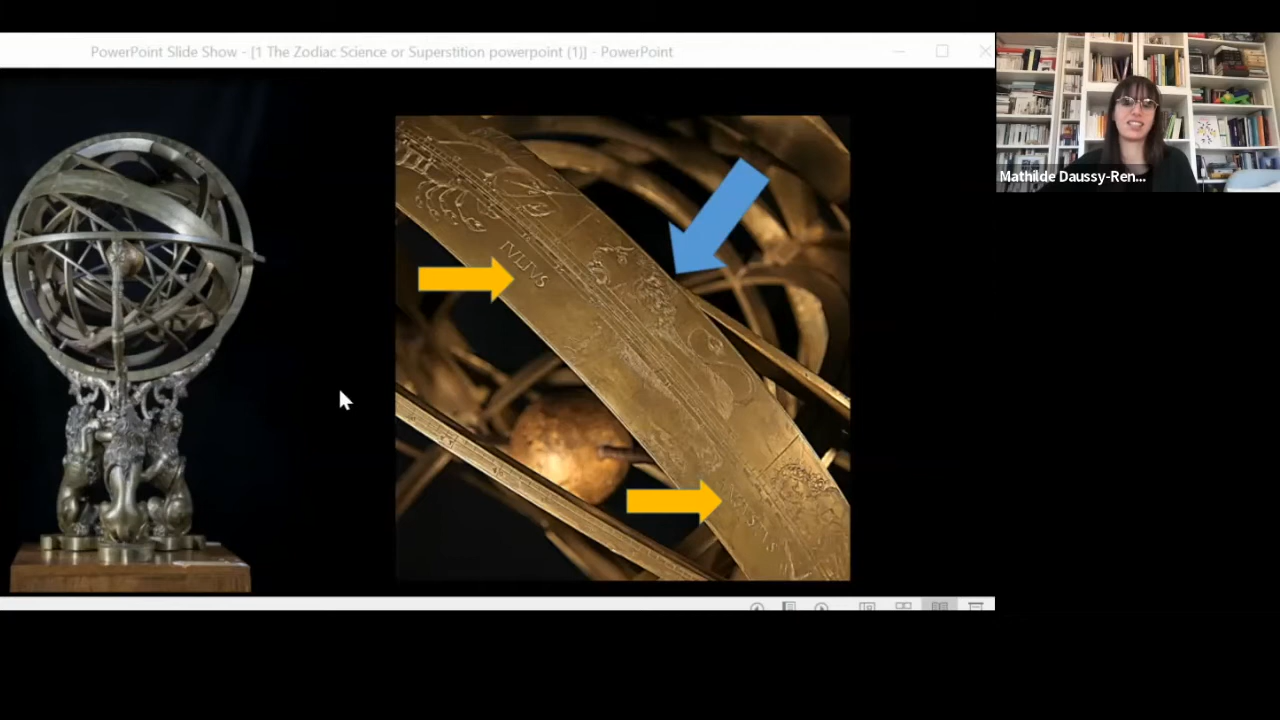 PowerPoint Slide Show - [1 The Zodiac Science or Superstition powerpoint (1)] - PowerPoint
Mathilde Daussy-Ren...
IVLIVS